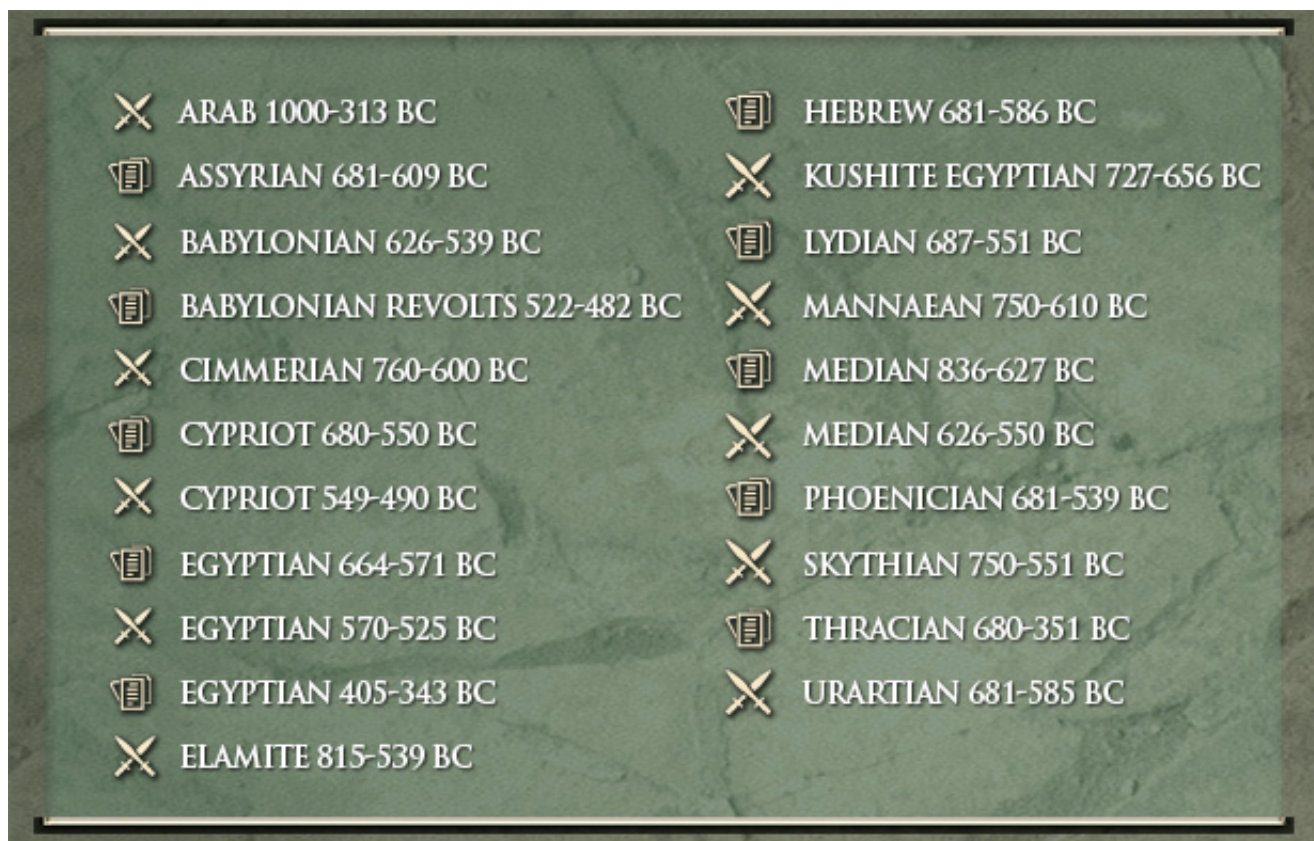 ARAB 1000-313 BC
ASSYRIAN 681-609 BC
BABYLONIAN 626-539 BC
BABYLONIAN REVOLTS 522-482 BC
CIMMERIAN 760-600 BC
CYPRIOT 680-550 BC
CYPRIOT 549-490 BC
EGYPTIAN 664-571 BC
EGYPTIAN 570-525 BC
EGYPTIAN 405-343 BC
ELAMITE 815-539 BC
HEBREW 681-586 BC
KUSHITE EGYPTIAN 727-656 BC
LYDIAN 687-551 BC
MANNAEAN 750-610 BC
MEDIAN 836-627 BC
MEDIAN 626-550 BC
PHOENICIAN 681-539 BC
SKYTHIAN 750-551 BC
THRACIAN 680-351 BC
URARTIAN 681-585 BC